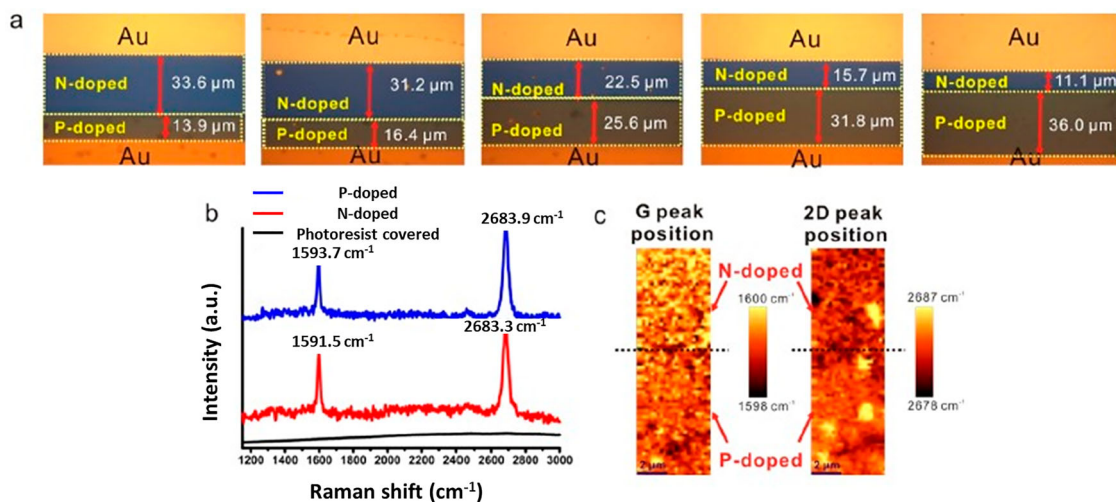 a
Au
N-doped
33.6 μm
P-doped
13.9 μm
Au
Au
N-doped
31.2 μm
P-doped
16.4 μm
Au
Au
N-doped
22.5 μm
P-doped
25.6 μm
Au
Au
N-doped
15.7 μm
P-doped
31.8 μm
Au
Au
N-doped
11.1 μm
P-doped
36.0 μm
Au
b
P-doped
N-doped
Photoresist covered
2683.9 cm⁻¹
1593.7 cm⁻¹
2683.3 cm⁻¹
1591.5 cm⁻¹
Intensity (a.u.)
1200 1600 2000 2400 2600 3000
Raman shift (cm⁻¹)
c
G peak
position
2D peak
position
N-doped
1600 cm⁻¹
1598 cm⁻¹
2687 cm⁻¹
2678 cm⁻¹
P-doped
2 μm
2 μm